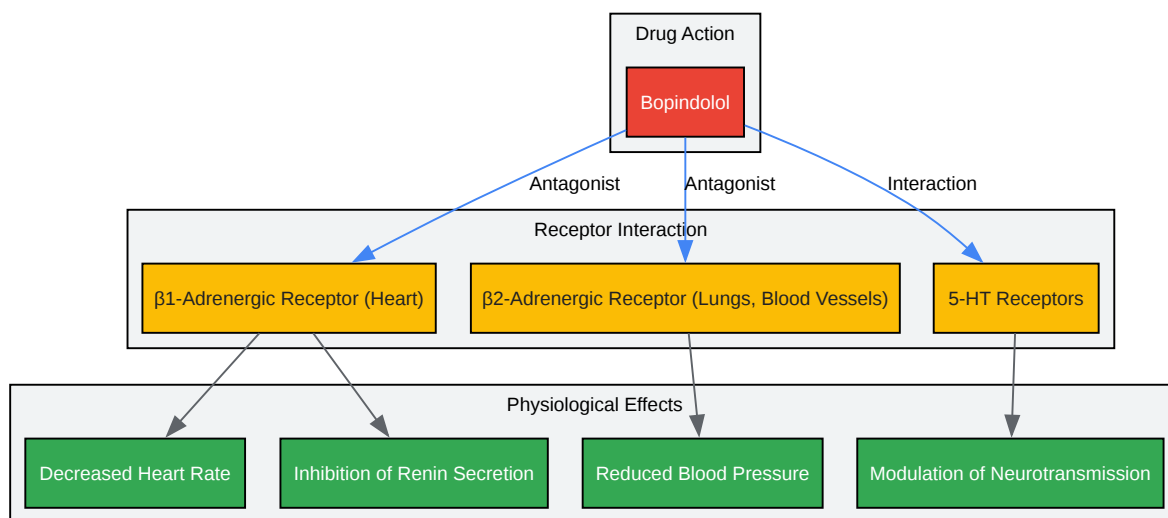 Drug Action
Bopindolol
Antagonist
Antagonist
Interaction
Receptor Interaction
β1-Adrenergic Receptor (Heart)
β2-Adrenergic Receptor (Lungs, Blood Vessels)
5-HT Receptors
Physiological Effects
Decreased Heart Rate
Inhibition of Renin Secretion
Reduced Blood Pressure
Modulation of Neurotransmission